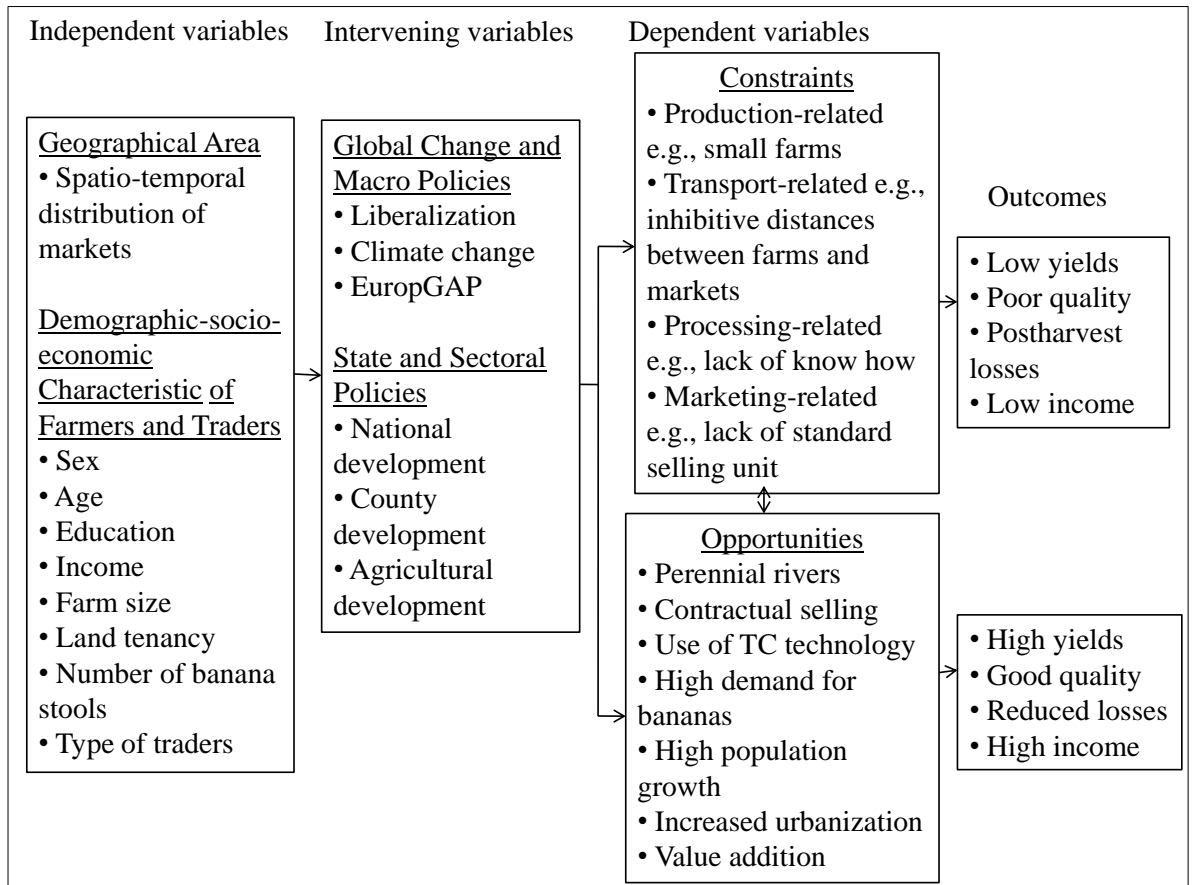 Independent variables
Geographical Area
• Spatio-temporal
distribution of
markets
Demographic-socio-
economic
Characteristic of
Farmers and Traders
• Sex
• Age
• Education
• Income
• Farm size
• Land tenancy
• Number of banana
stools
• Type of traders
Intervening variables
Global Change and
Macro Policies
• Liberalization
• Climate change
• EuropGAP
State and Sectoral
Policies
• National
development
• County
development
• Agricultural
development
Dependent variables
Constraints
• Production-related
e.g., small farms
• Transport-related e.g.,
inhibitive distances
between farms and
markets
• Processing-related
e.g., lack of know how
• Marketing-related
e.g., lack of standard
selling unit
Opportunities
• Perennial rivers
• Contractual selling
• Use of TC technology
• High demand for
bananas
• High population
growth
• Increased urbanization
• Value addition
Outcomes
• Low yields
• Poor quality
• Postharvest
losses
• Low income
• High yields
• Good quality
• Reduced losses
• High income